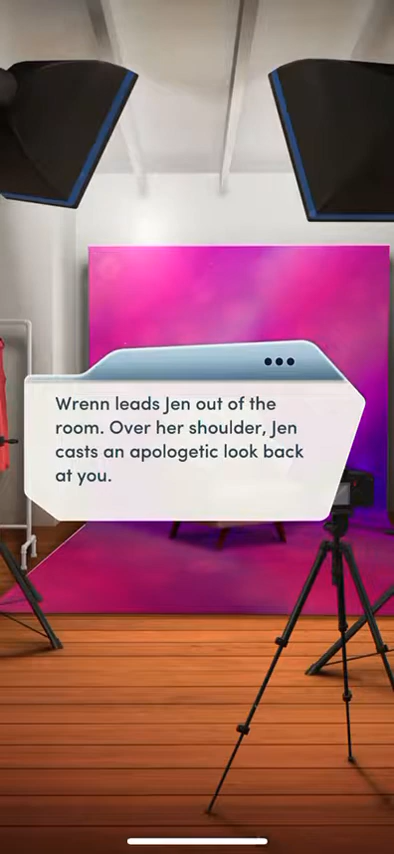 Wrenn leads Jen out of the
room. Over her shoulder, Jen
casts an apologetic look back
at you.